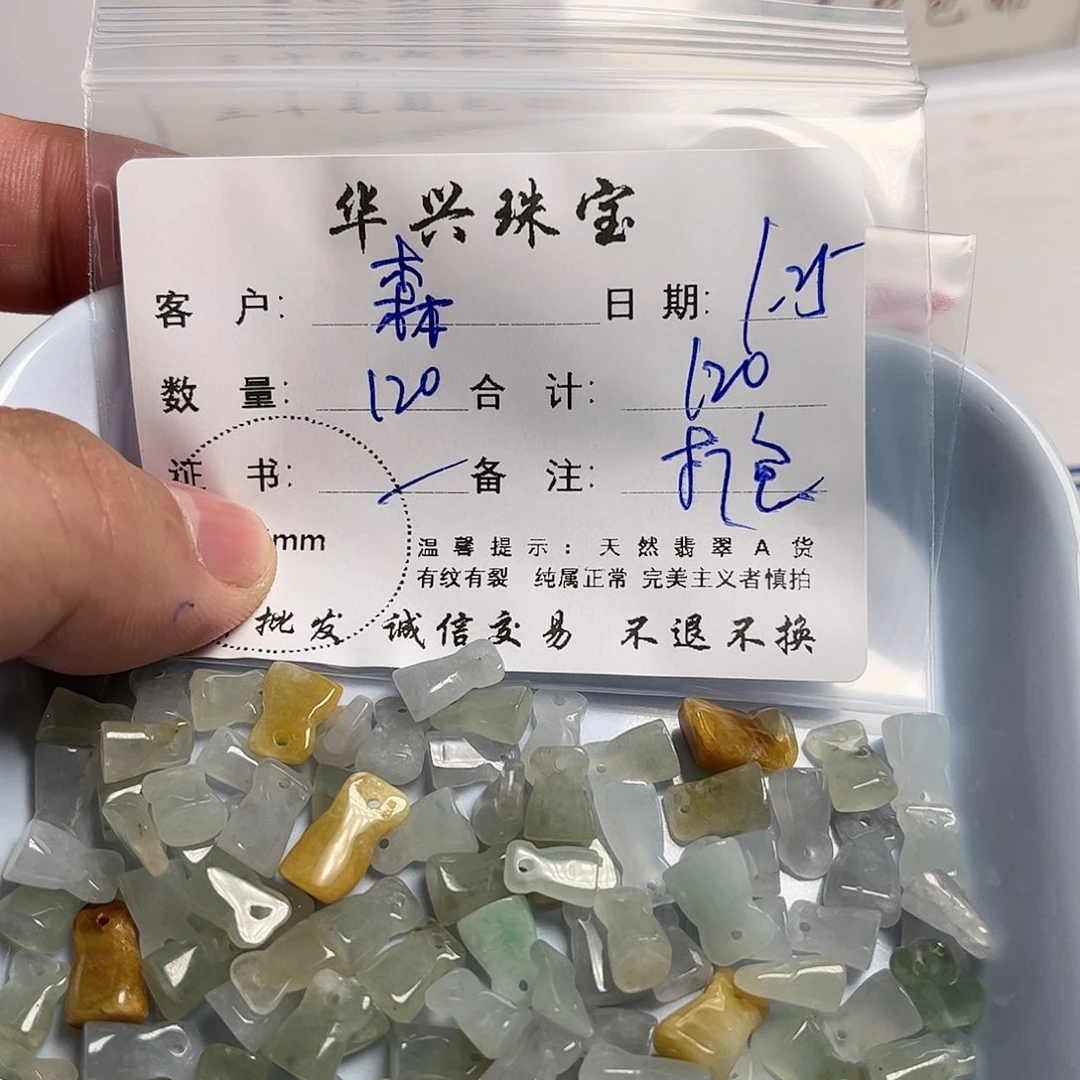 华兴珠宝
客户: 森 日期: 1.25
数量: 120 合计: 120
证书: 备注: 打包
mm 温馨提示:天然翡翠A货
有纹有裂 纯属正常 完美主义者慎拍
批发 诚信交易 不退不换